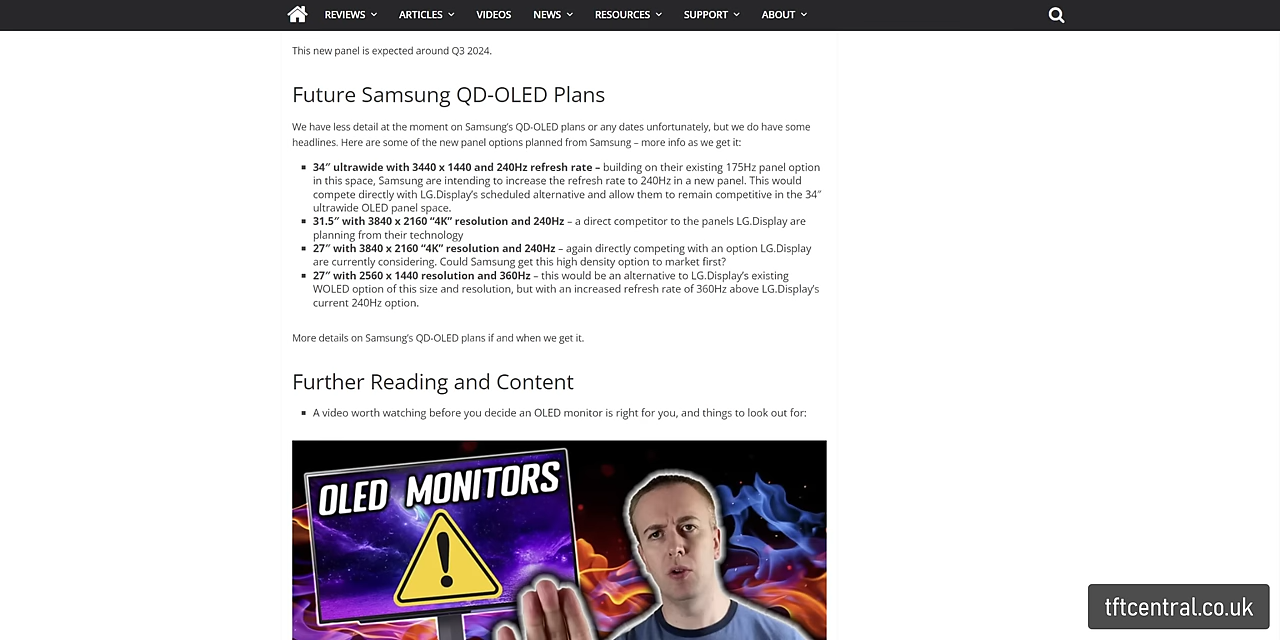 REVIEWS ARTICLES VIDEOS NEWS RESOURCES SUPPORT ABOUT
This new panel is expected around Q3 2024.
Future Samsung QD-OLED Plans
We have less detail at the moment on Samsung’s QD-OLED plans or any dates unfortunately, but we do have some
headlines. Here are some of the new panel options planned from Samsung – more info as we get it:
34″ ultrawide with 3440 x 1440 and 240Hz refresh rate – building on their existing 175Hz panel option
in this space, Samsung are intending to increase the refresh rate to 240Hz in a new panel. This would
compete directly with LG.Display’s scheduled alternative and allow them to remain competitive in the 34″
ultrawide OLED panel space.
31.5″ with 3840 x 2160 “4K” resolution and 240Hz – a direct competitor to the panels LG.Display are
planning from their technology
27″ with 3840 x 2160 “4K” resolution and 240Hz – again directly competing with an option LG.Display
are currently considering. Could Samsung get this high density option to market first?
27″ with 2560 x 1440 resolution and 360Hz – this would be an alternative to LG.Display’s existing
WOLED option of this size and resolution, but with an increased refresh rate of 360Hz above LG.Display’s
current 240Hz option.
More details on Samsung’s QD-OLED plans if and when we get it.
Further Reading and Content
A video worth watching before you decide an OLED monitor is right for you, and things to look out for:
OLED MONITORS
!
tftcentral.co.uk